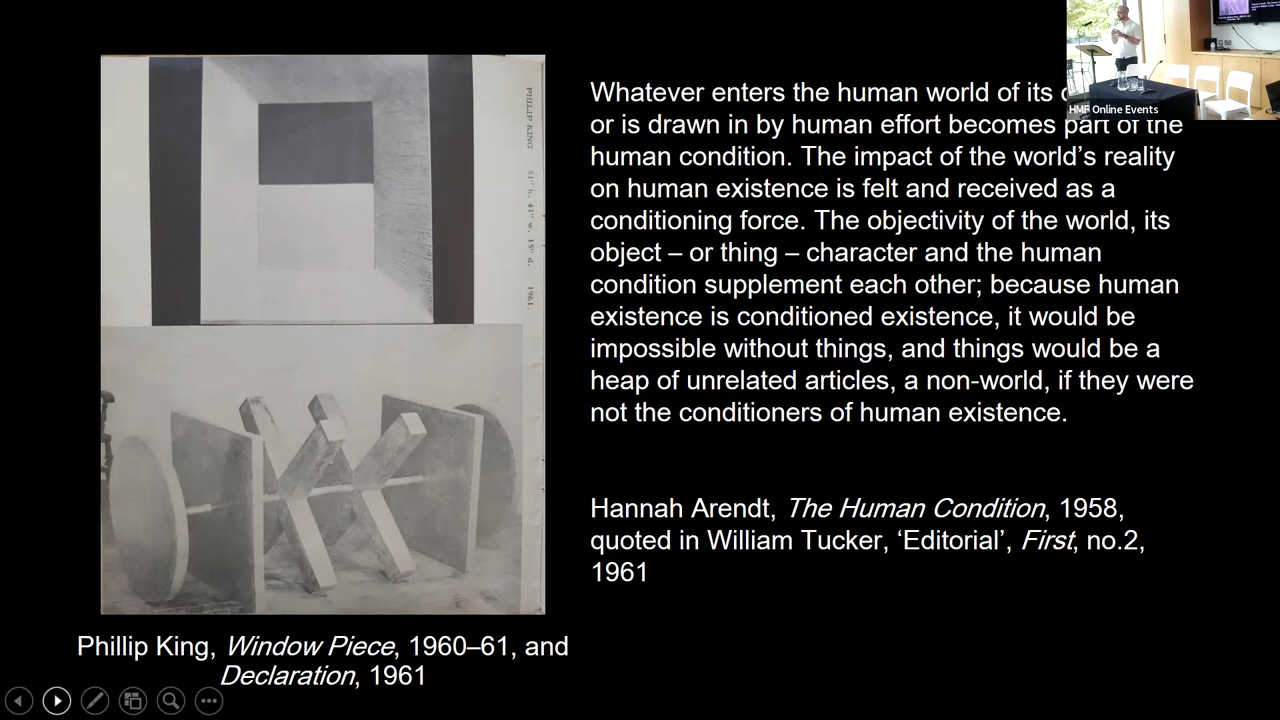 Whatever enters the human world of its
or is drawn in by human effort becomes part of the
human condition. The impact of the world’s reality
on human existence is felt and received as a
conditioning force. The objectivity of the world, its
object – or thing – character and the human
condition supplement each other; because human
existence is conditioned existence, it would be
impossible without things, and things would be a
heap of unrelated articles, a non-world, if they were
not the conditioners of human existence.
Hannah Arendt, The Human Condition, 1958,
quoted in William Tucker, ‘Editorial’, First, no.2,
1961
PHILLIP KING 51" h. 41" w. 15" d. 1961.
Phillip King, Window Piece, 1960–61, and
Declaration, 1961
HMF Online Events